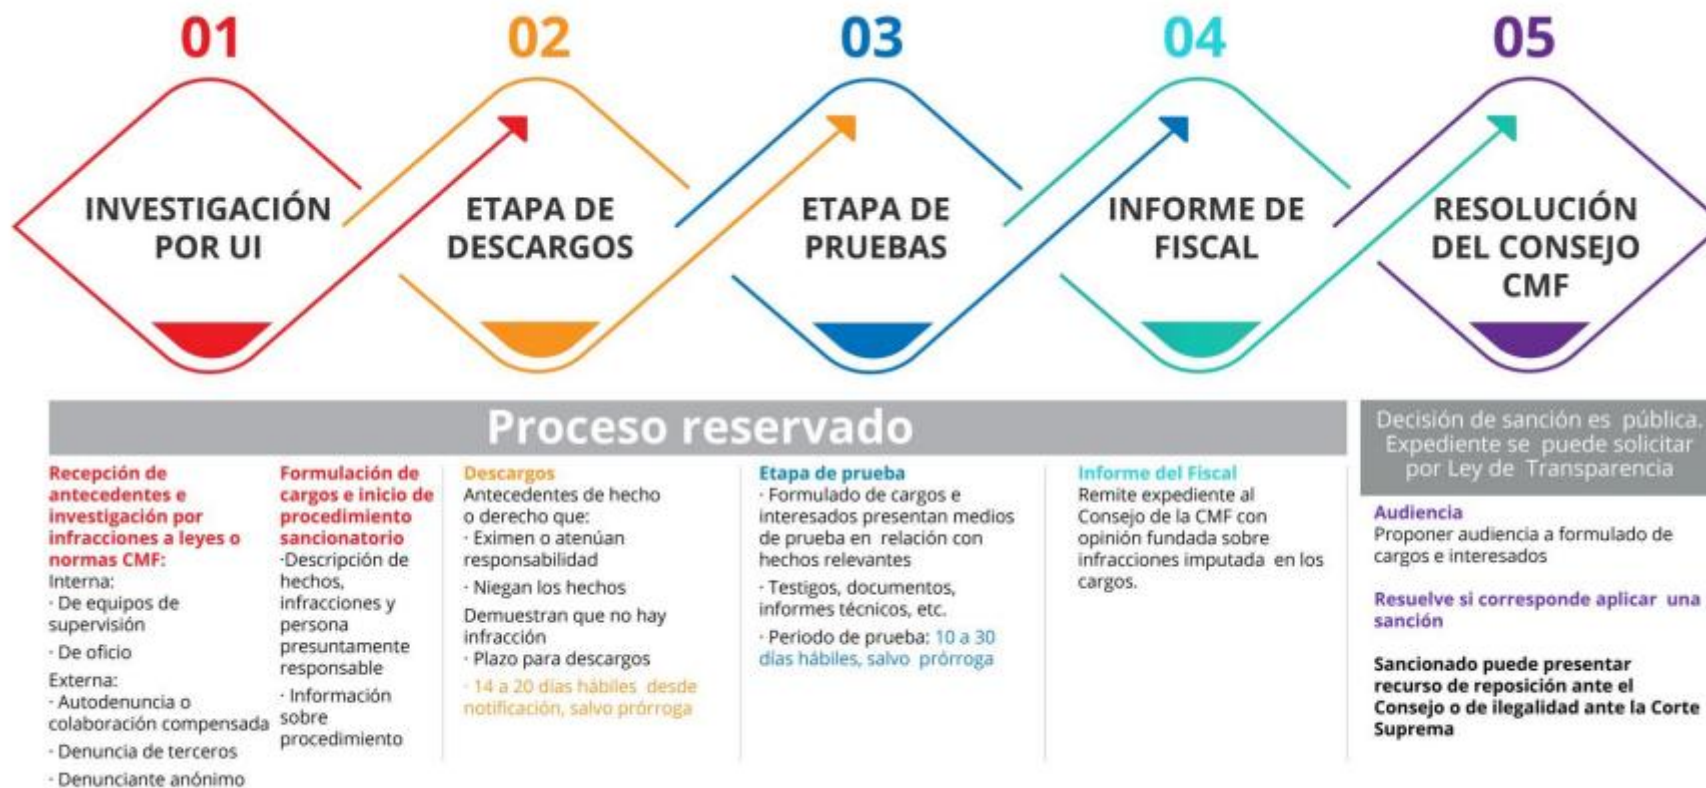 01
02
03
04
05
INVESTIGACIÓN
POR UI
ETAPA DE
DESCARGOS
ETAPA DE
PRUEBAS
INFORME DE
FISCAL
RESOLUCIÓN
DEL CONSEJO
CMF
Proceso reservado
Decisión de sanción es pública.
Expediente se puede solicitar
por Ley de Transparencia
Recepción de
antecedentes e
investigación por
infracciones a leyes o
normas CMF:
Interna:
· De equipos de
supervisión
· De oficio
Externa:
· Autodenuncia o
colaboración compensada
· Denuncia de terceros
· Denunciante anónimo
Formulación de
cargos e inicio de
procedimiento
sancionatorio
·Descripción de
hechos,
infracciones y
persona
presuntamente
responsable
· Información
sobre
procedimiento
Descargos
Antecedentes de hecho
o derecho que:
· Eximen o atenúan
responsabilidad
· Niegan los hechos
Demuestran que no hay
infracción
· Plazo para descargos
· 14 a 20 días hábiles desde
notificación, salvo prórroga
Etapa de prueba
· Formulado de cargos e
interesados presentan medios
de prueba en relación con
hechos relevantes
· Testigos, documentos,
informes técnicos, etc.
· Periodo de prueba: 10 a 30
días hábiles, salvo prórroga
Informe del Fiscal
Remite expediente al
Consejo de la CMF con
opinión fundada sobre
infracciones imputada en los
cargos.
Audiencia
Proponer audiencia a formulado de
cargos e interesados
Resuelve si corresponde aplicar una
sanción
Sancionado puede presentar
recurso de reposición ante el
Consejo o de ilegalidad ante la Corte
Suprema